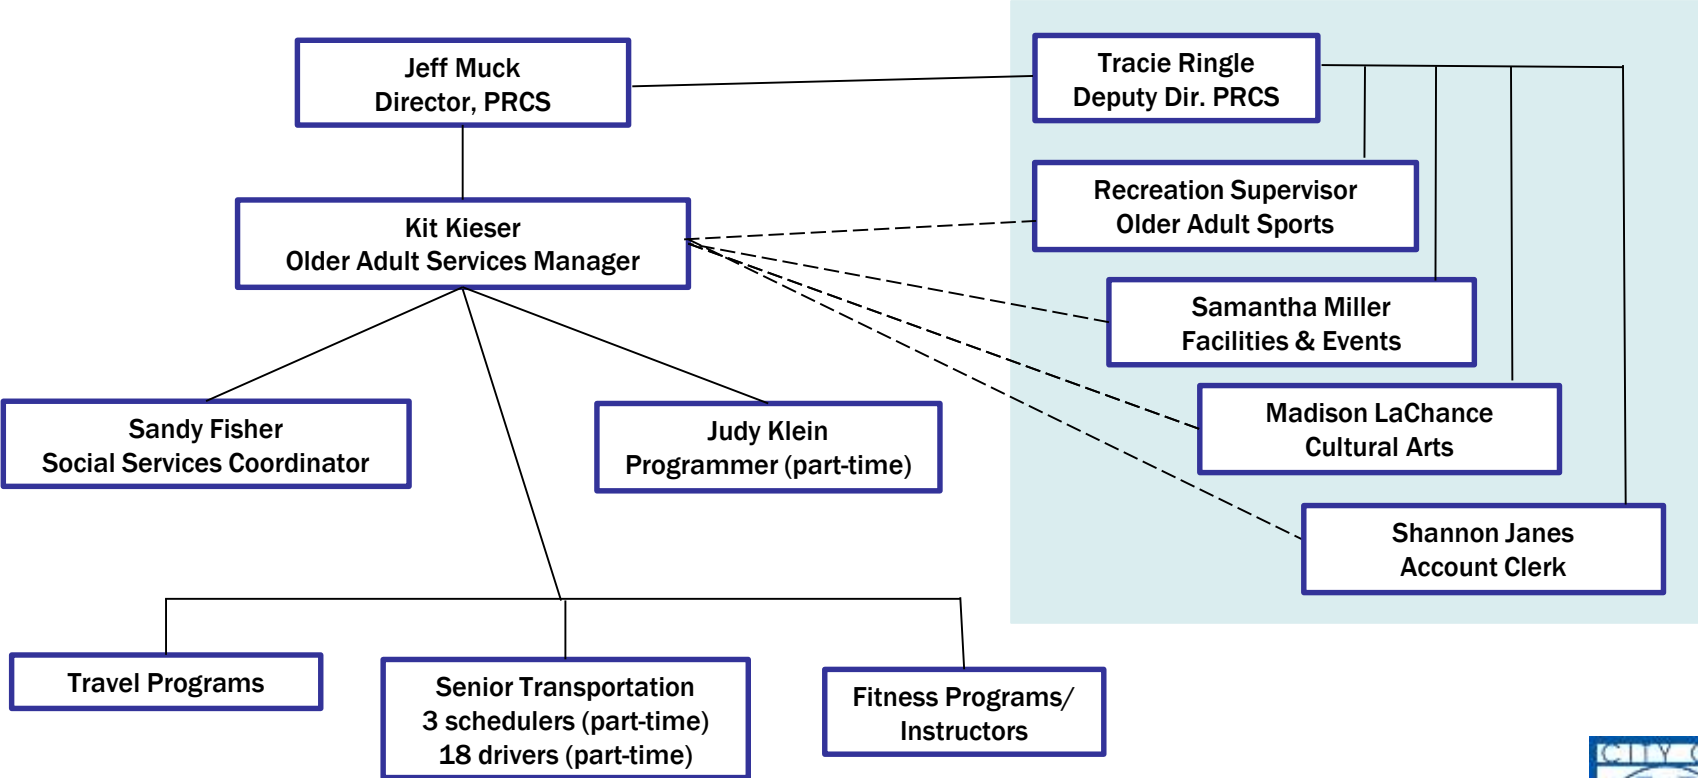 Jeff Muck
Director, PRCS
Tracie Ringle
Deputy Dir. PRCS
Recreation Supervisor
Older Adult Sports
Kit Kieser
Older Adult Services Manager
Samantha Miller
Facilities & Events
Madison LaChance
Cultural Arts
Sandy Fisher
Social Services Coordinator
Judy Klein
Programmer (part-time)
Shannon Janes
Account Clerk
Travel Programs
Senior Transportation
3 schedulers (part-time)
18 drivers (part-time)
Fitness Programs/
Instructors
CITY